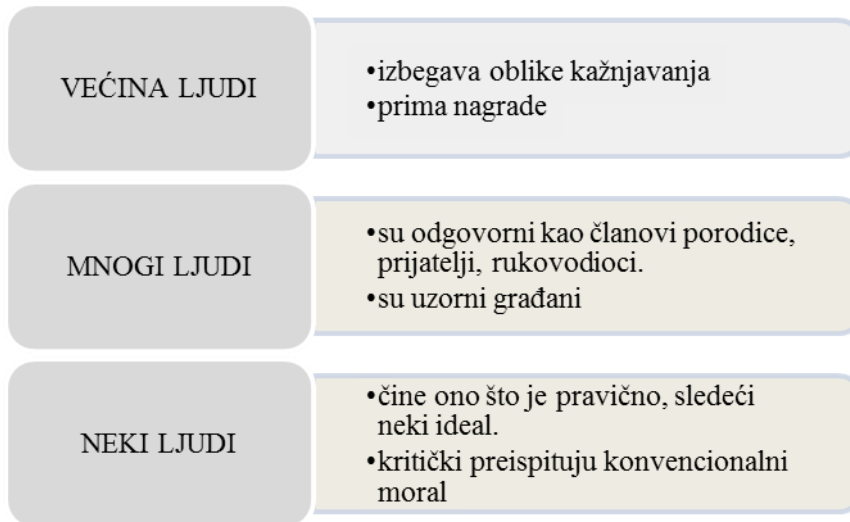 VEĆINA LJUDI
•izbegava oblike kažnjavanja
•prima nagrade
MNOGI LJUDI
•su odgovorni kao članovi porodice,
prijatelji, rukovodioci.
•su uzorni građani
NEKI LJUDI
•čine ono što je pravično, sledeći
neki ideal.
•kritički preispituju konvencionalni
moral